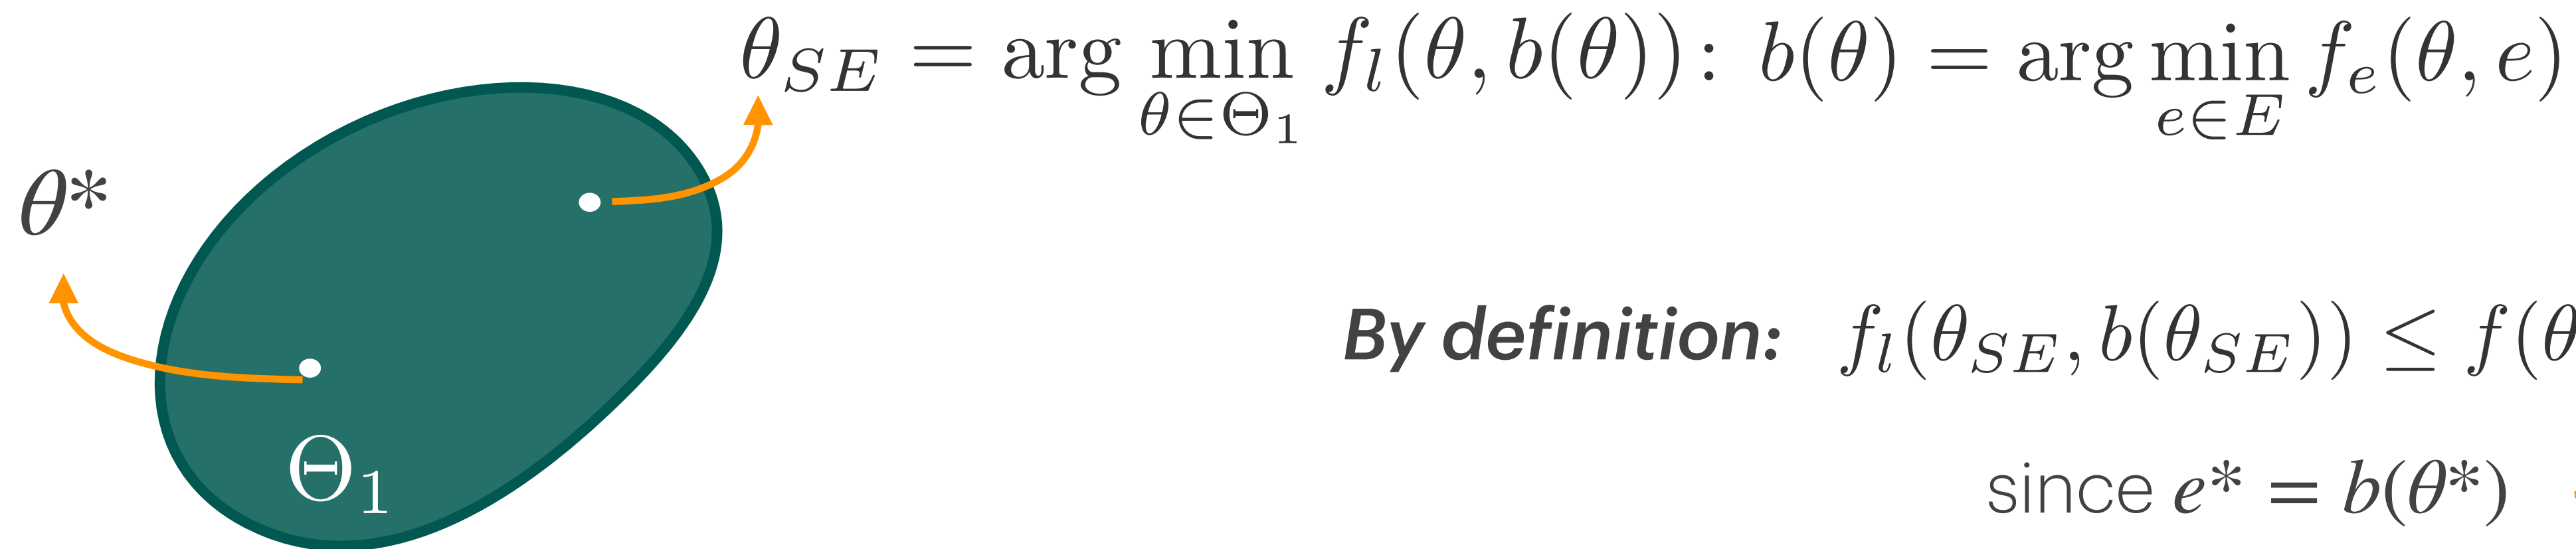 θ_{SE} = arg min_{θ∈Θ_1} f_l(θ, b(θ)): b(θ) = arg min_{e∈E} f_e(θ, e)
θ*
By definition: f_l(θ_{SE}, b(θ_{SE})) ≤ f(θ
Θ_1
since e* = b(θ*)